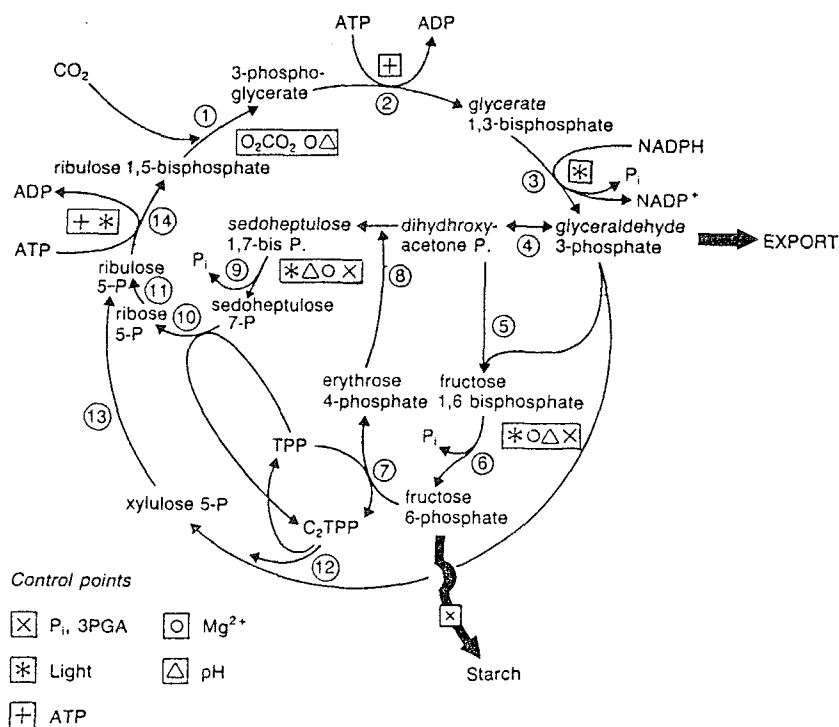 ATP
ADP
CO₂
3-phospho-
glycerate
+
①
②
glycerate
1,3-bisphosphate
O₂CO₂ O△
NADPH
ribulose 1,5-bisphosphate
③
✳
Pᵢ
NADP⁺
ADP
+ ✳
⑭
ATP
sedoheptulose
1,7-bis P.
dihydhroxy-
acetone P.
④
glyceraldehyde
3-phosphate
EXPORT
Pᵢ
⑨
✳ △ O ×
⑧
ribulose
5-P
⑪
ribose
5-P
⑩
sedoheptulose
7-P
⑤
erythrose
4-phosphate
fructose
1,6 bisphosphate
⑬
Pᵢ
⑥
✳ O △ ×
TPP
⑦
xylulose 5-P
C₂TPP
fructose
6-phosphate
⑫
Control points
× Pᵢ, 3PGA
O Mg²⁺
×
✳ Light
△ pH
Starch
+ ATP